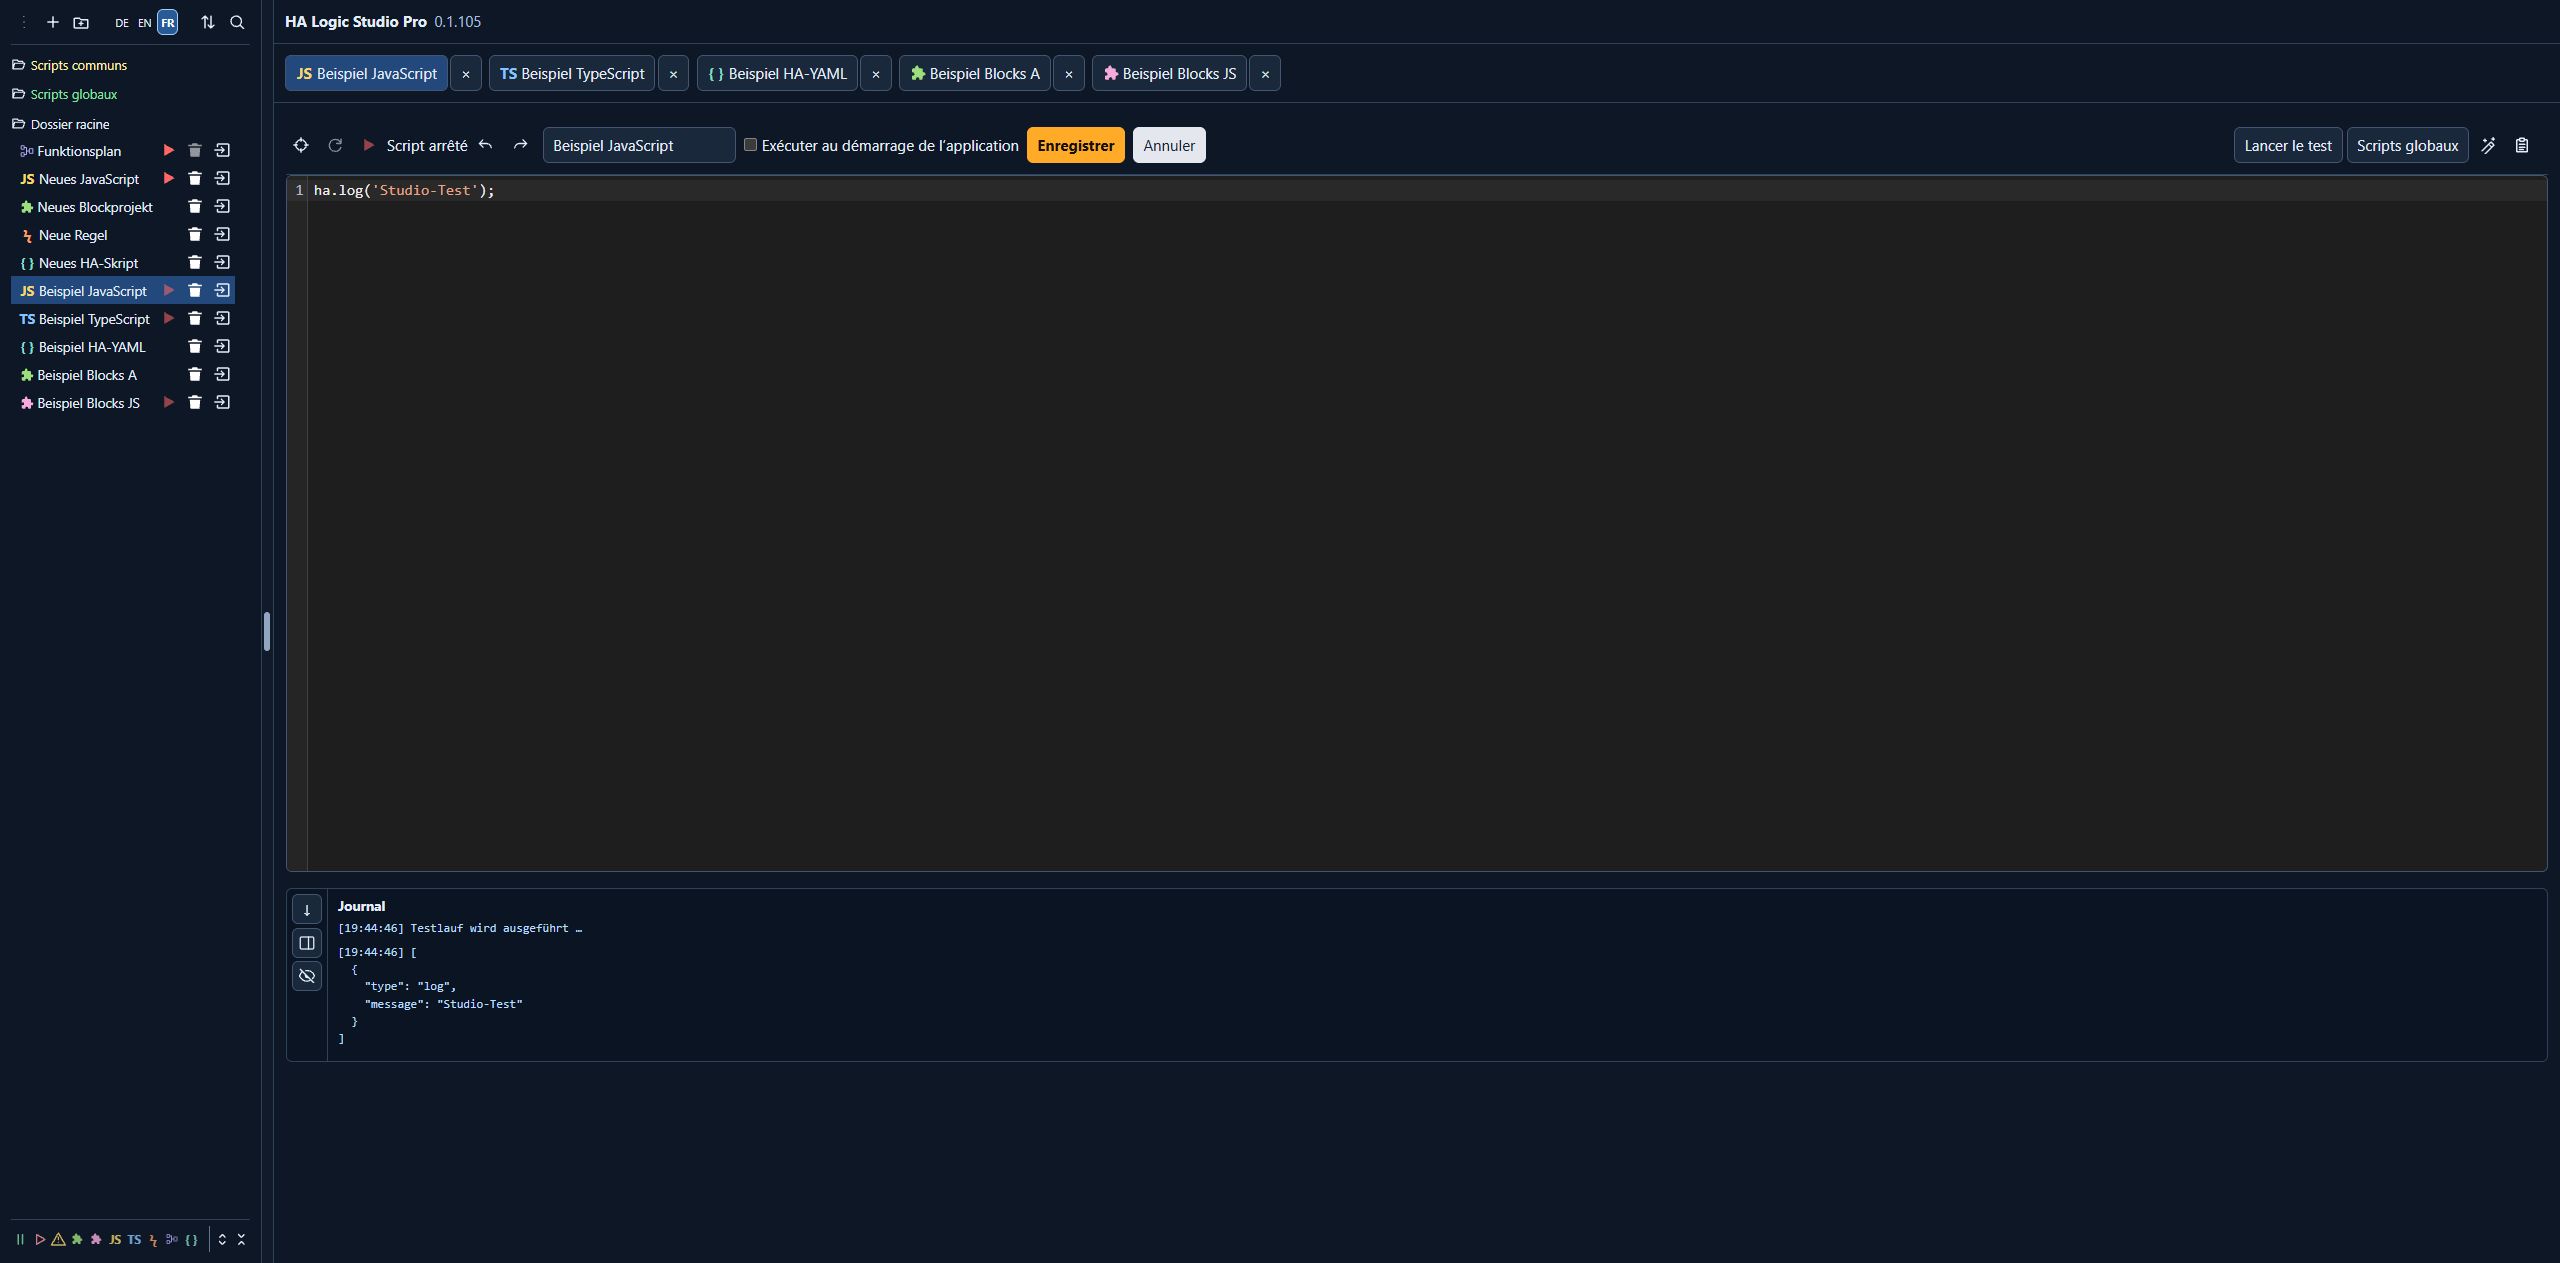 DE EN FR
HA Logic Studio Pro 0.1.105
Scripts communs
Scripts globaux
Dossier racine
Funktionsplan
JS Neues JavaScript
Neues Blockprojekt
Neue Regel
{ } Neues HA-Skript
JS Beispiel JavaScript
TS Beispiel TypeScript
{ } Beispiel HA-YAML
Beispiel Blocks A
Beispiel Blocks JS
JS Beispiel JavaScript × TS Beispiel TypeScript × { } Beispiel HA-YAML × Beispiel Blocks A × Beispiel Blocks JS ×
Script arrêté Beispiel JavaScript Exécuter au démarrage de l’application Enregistrer Annuler Lancer le test Scripts globaux
1 ha.log('Studio-Test');
Journal
[19:44:46] Testlauf wird ausgeführt …
[19:44:46] [
{
"type": "log",
"message": "Studio-Test"
}
]
JS TS { }